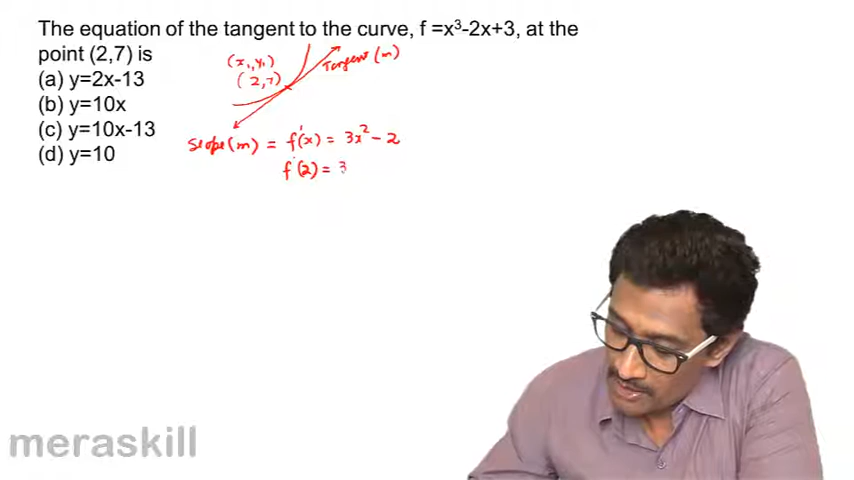 The equation of the tangent to the curve, f =x³-2x+3, at the
point (2,7) is
(a) y=2x-13
(b) y=10x
(c) y=10x-13
(d) y=10
(x₁,y₁)
(2,7)
Tangent (m)
Slope(m) = f'(x) = 3x² - 2
f'(2) = 3
meraskill